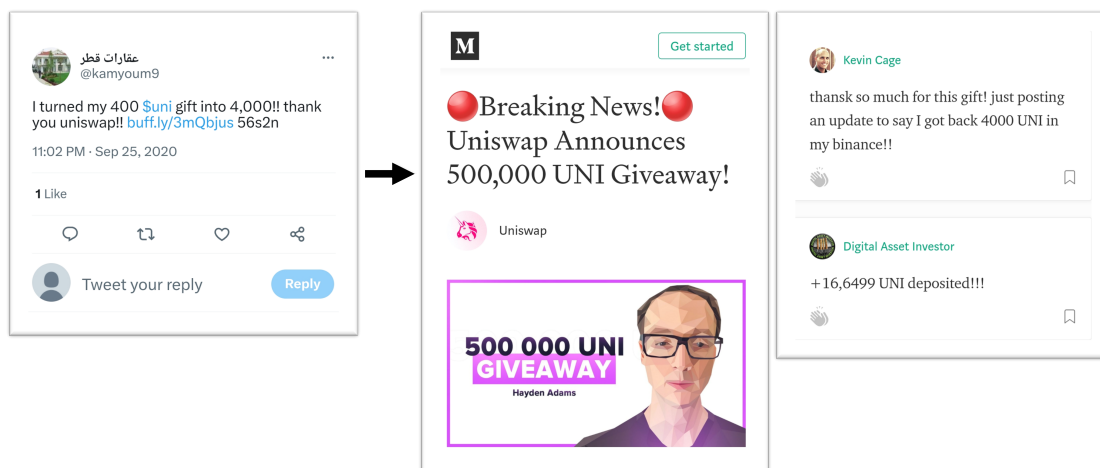 عقارات قطر
@kamyoum9
I turned my 400 $uni gift into 4,000!! thank
you uniswap!! buff.ly/3mQbjus 56s2n
11:02 PM · Sep 25, 2020
1 Like
Tweet your reply
Reply
M
Get started
🔴Breaking News!🔴
Uniswap Announces
500,000 UNI Giveaway!
Uniswap
500 000 UNI
GIVEAWAY
Hayden Adams
Kevin Cage
thansk so much for this gift! just posting
an update to say I got back 4000 UNI in
my binance!!
Digital Asset Investor
+16,6499 UNI deposited!!!